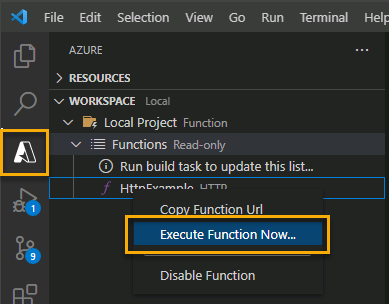 File Edit Selection View Go Run Terminal Help
AZURE
RESOURCES
WORKSPACE Local
Local Project Function
Functions Read-only
Run build task to update this list...
HttpExample HTTP
Copy Function Url
Execute Function Now...
Disable Function
1
9